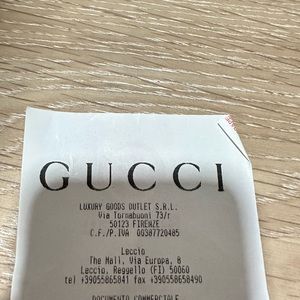 GUCCI
LUXURY GOODS OUTLET S.R.L.
Via Tornabuoni 73/r
50123 FIRENZE
C.F./P.IVA 00387720485
Leccio
The Mall, Via Europa, 8
Leccio, Reggello (FI) 50060
tel +390558865841 fax+390558658490
DOCUMENTO COMMERCIALE